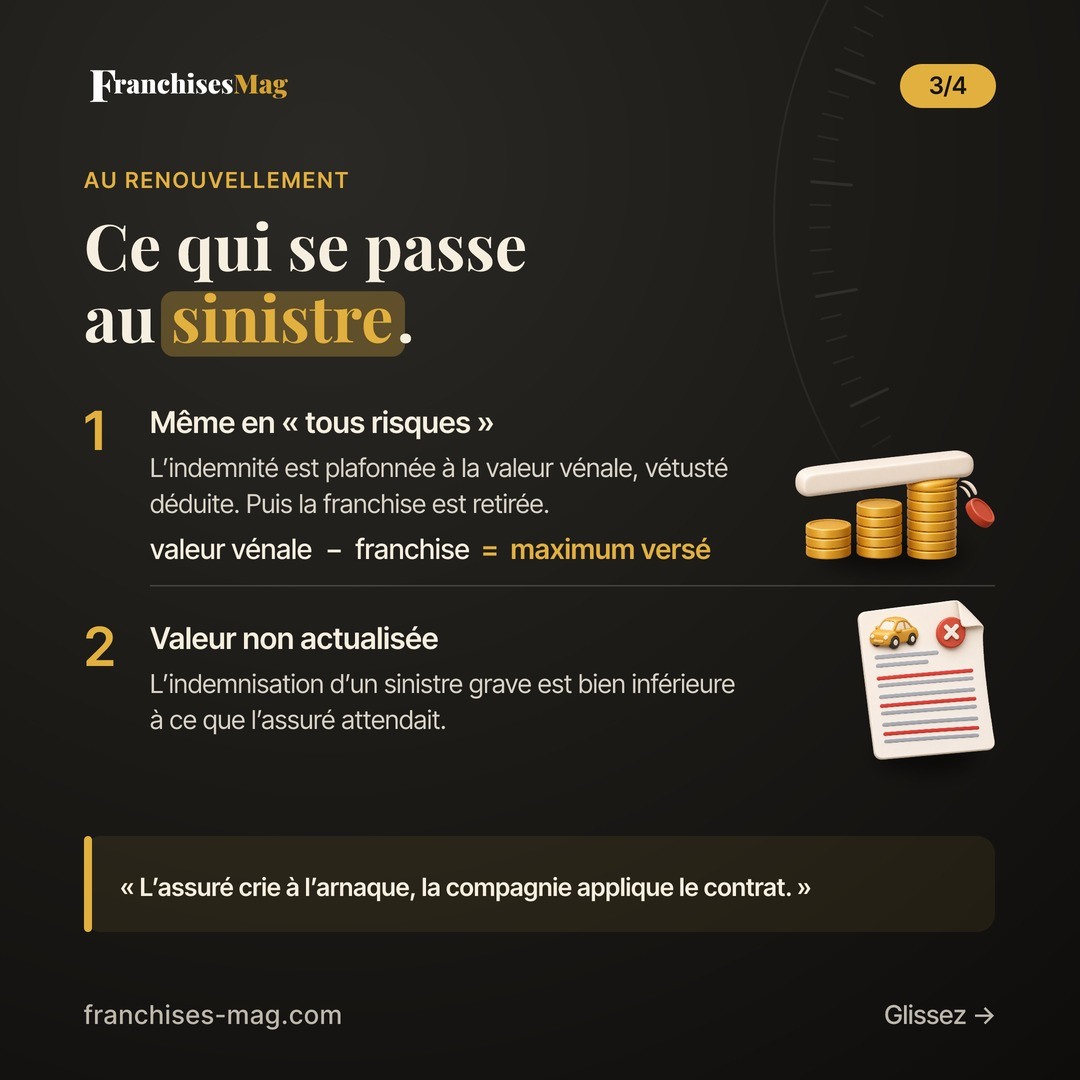 FranchisesMag
3/4
AU RENOUVELLEMENT
Ce qui se passe
au sinistre.
1
Même en « tous risques »
L’indemnité est plafonnée à la valeur vénale, vétusté
déduite. Puis la franchise est retirée.
valeur vénale – franchise = maximum versé
2
Valeur non actualisée
L’indemnisation d’un sinistre grave est bien inférieure
à ce que l’assuré attendait.
« L’assuré crie à l’arnaque, la compagnie applique le contrat. »
franchises-mag.com
Glissez →